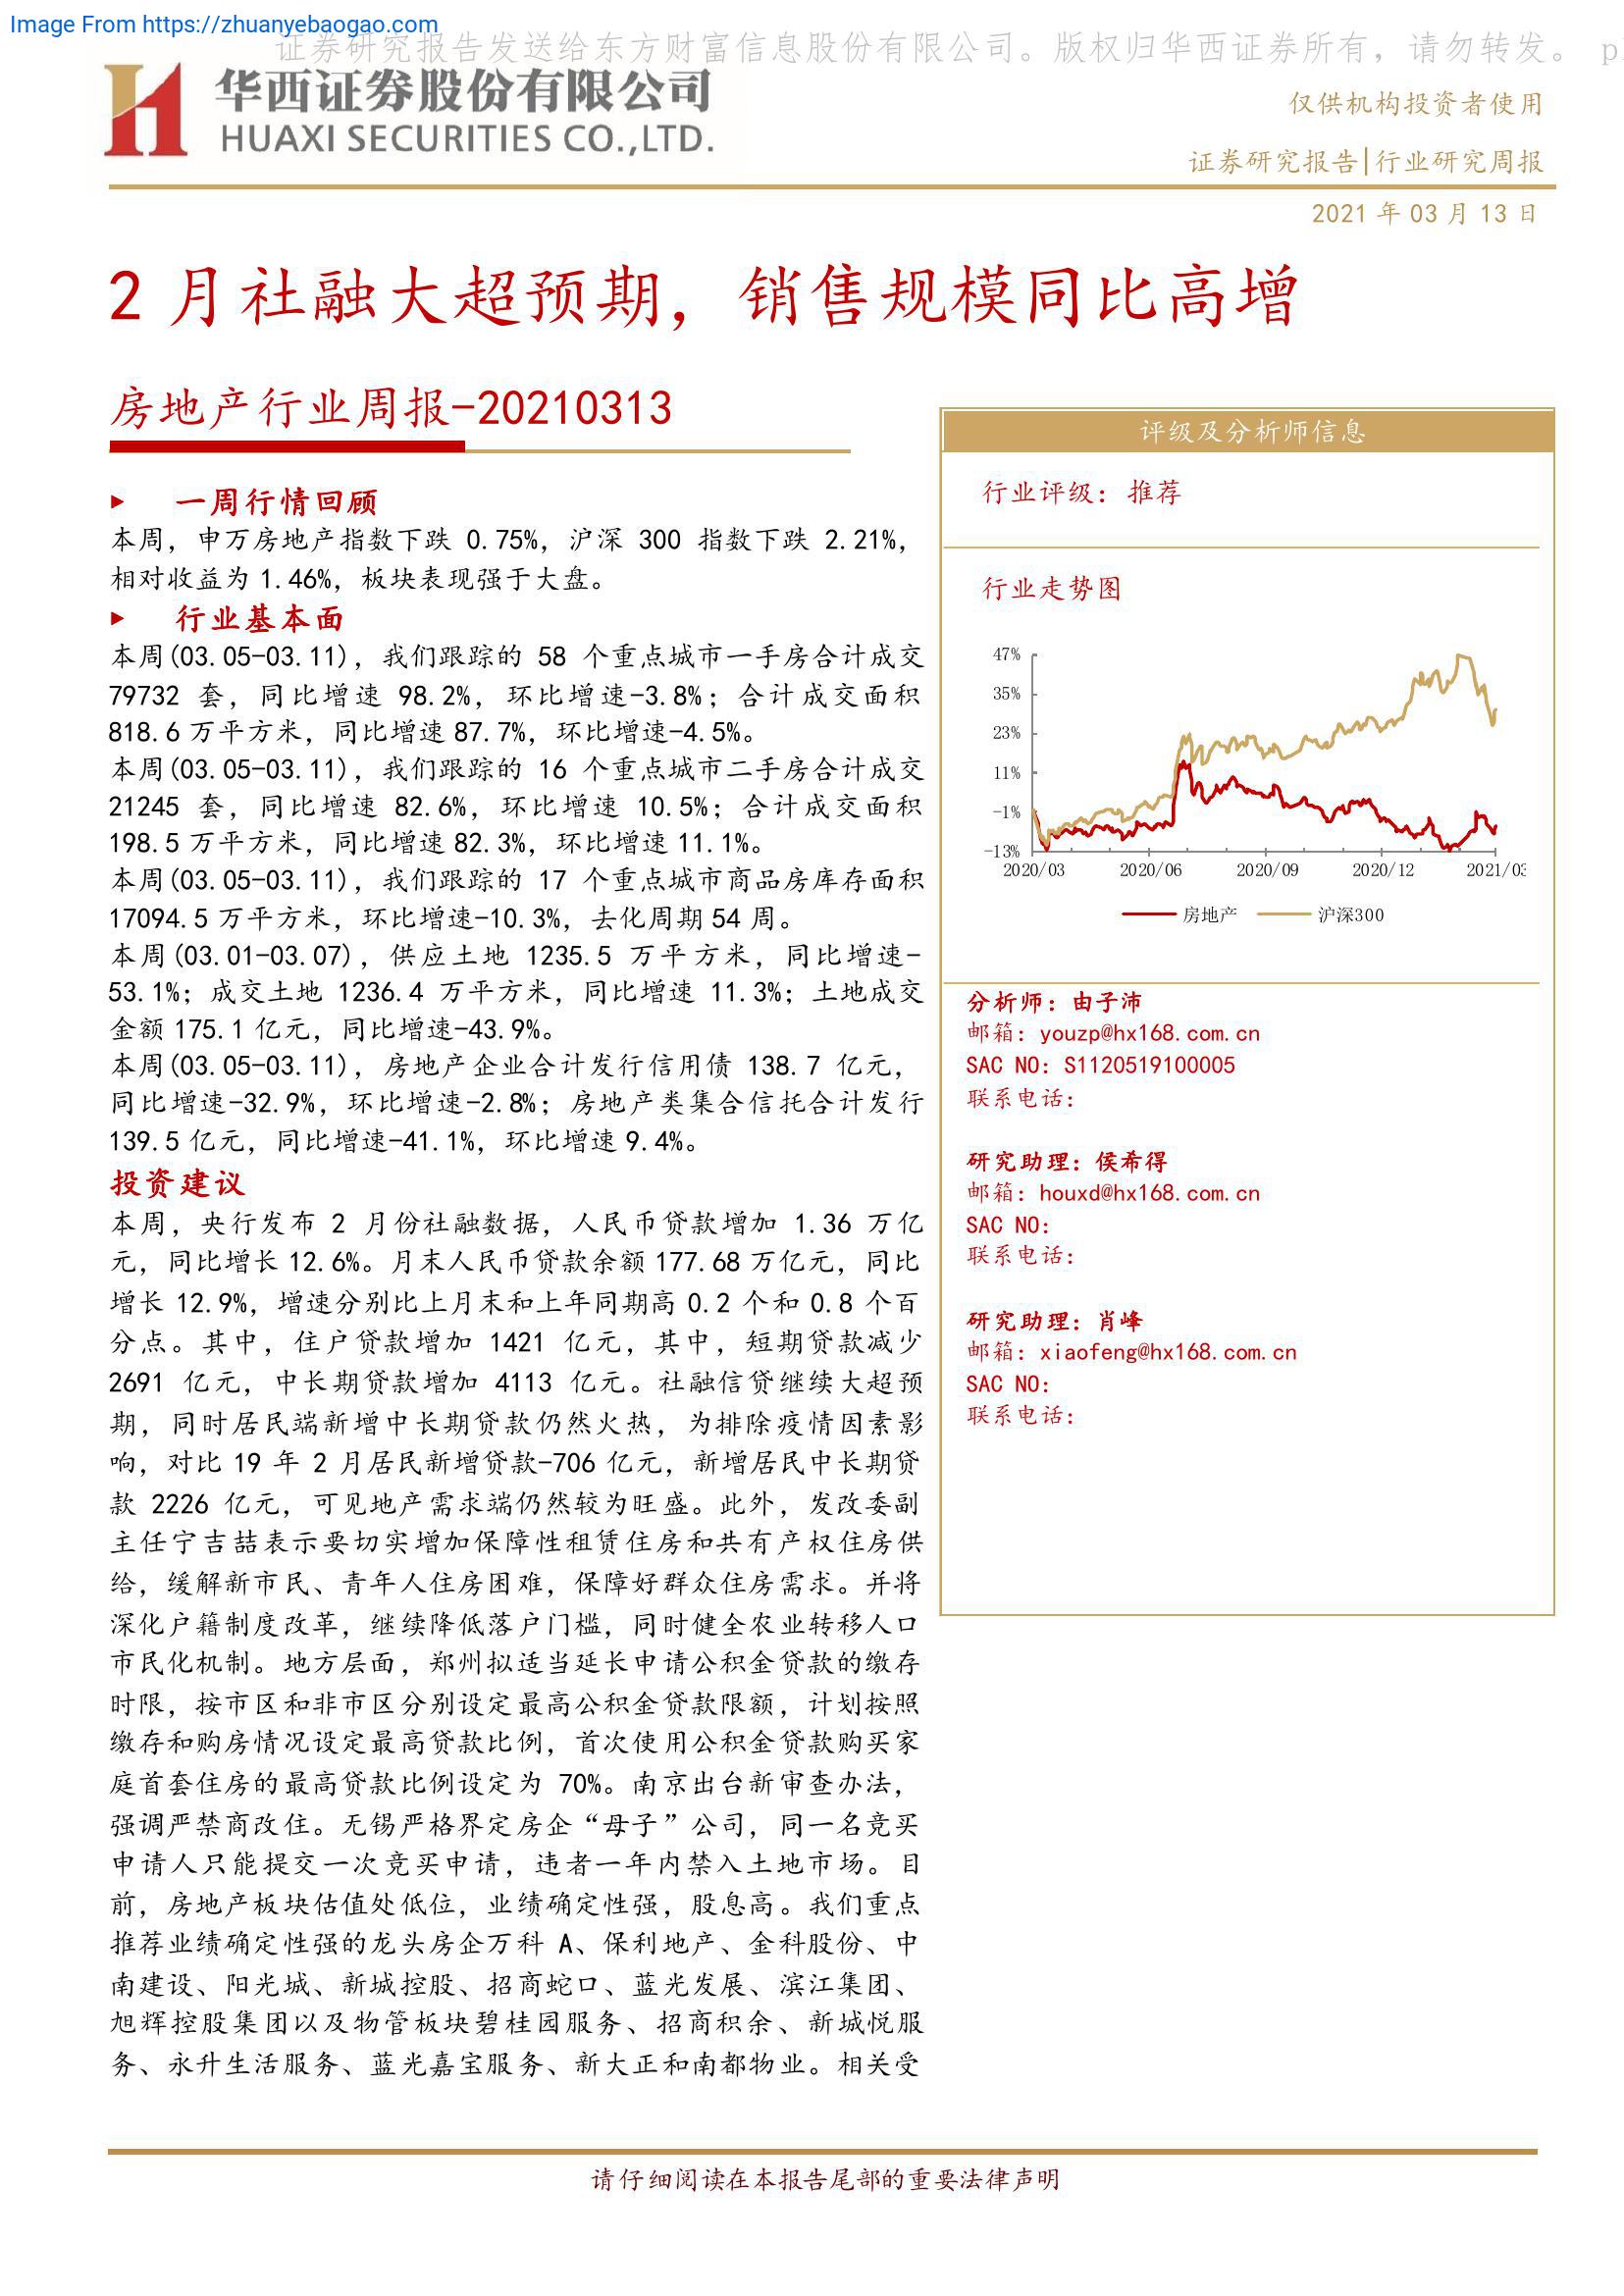 Image From https://zhuanyebaogao.com
证券研究报告发送给东方财富信息股份有限公司。版权归华西证券所有，请勿转发。 p
华西证券股份有限公司
HUAXI SECURITIES CO.,LTD.
仅供机构投资者使用
证券研究报告|行业研究周报
2021 年 03 月 13 日
2 月社融大超预期，销售规模同比高增
房地产行业周报-20210313
一周行情回顾
本周，申万房地产指数下跌 0.75%，沪深 300 指数下跌 2.21%，
相对收益为 1.46%，板块表现强于大盘。
行业基本面
本周(03.05-03.11)，我们跟踪的 58 个重点城市一手房合计成交
79732 套，同比增速 98.2%，环比增速-3.8%；合计成交面积
818.6 万平方米，同比增速 87.7%，环比增速-4.5%。
本周(03.05-03.11)，我们跟踪的 16 个重点城市二手房合计成交
21245 套，同比增速 82.6%，环比增速 10.5%；合计成交面积
198.5 万平方米，同比增速 82.3%，环比增速 11.1%。
本周(03.05-03.11)，我们跟踪的 17 个重点城市商品房库存面积
17094.5 万平方米，环比增速-10.3%，去化周期 54 周。
本周(03.01-03.07)，供应土地 1235.5 万平方米，同比增速-
53.1%；成交土地 1236.4 万平方米，同比增速 11.3%；土地成交
金额 175.1 亿元，同比增速-43.9%。
本周(03.05-03.11)，房地产企业合计发行信用债 138.7 亿元，
同比增速-32.9%，环比增速-2.8%；房地产类集合信托合计发行
139.5 亿元，同比增速-41.1%，环比增速 9.4%。
投资建议
本周，央行发布 2 月份社融数据，人民币贷款增加 1.36 万亿
元，同比增长 12.6%。月末人民币贷款余额 177.68 万亿元，同比
增长 12.9%，增速分别比上月末和上年同期高 0.2 个和 0.8 个百
分点。其中，住户贷款增加 1421 亿元，其中，短期贷款减少
2691 亿元，中长期贷款增加 4113 亿元。社融信贷继续大超预
期，同时居民端新增中长期贷款仍然火热，为排除疫情因素影
响，对比 19 年 2 月居民新增贷款-706 亿元，新增居民中长期贷
款 2226 亿元，可见地产需求端仍然较为旺盛。此外，发改委副
主任宁吉喆表示要切实增加保障性租赁住房和共有产权住房供
给，缓解新市民、青年人住房困难，保障好群众住房需求。并将
深化户籍制度改革，继续降低落户门槛，同时健全农业转移人口
市民化机制。地方层面，郑州拟适当延长申请公积金贷款的缴存
时限，按市区和非市区分别设定最高公积金贷款限额，计划按照
缴存和购房情况设定最高贷款比例，首次使用公积金贷款购买家
庭首套住房的最高贷款比例设定为 70%。南京出台新审查办法，
强调严禁商改住。无锡严格界定房企“母子”公司，同一名竞买
申请人只能提交一次竞买申请，违者一年内禁入土地市场。目
前，房地产板块估值处低位，业绩确定性强，股息高。我们重点
推荐业绩确定性强的龙头房企万科 A、保利地产、金科股份、中
南建设、阳光城、新城控股、招商蛇口、蓝光发展、滨江集团、
旭辉控股集团以及物管板块碧桂园服务、招商积余、新城悦服
务、永升生活服务、蓝光嘉宝服务、新大正和南都物业。相关受
评级及分析师信息
行业评级：推荐
行业走势图
47%
35%
23%
11%
-1%
-13%
2020/03 2020/06 2020/09 2020/12 2021/03
房地产 沪深300
分析师：由子沛
邮箱：youzp@hx168.com.cn
SAC NO：S1120519100005
联系电话：
研究助理：侯希得
邮箱：houxd@hx168.com.cn
SAC NO：
联系电话：
研究助理：肖峰
邮箱：xiaofeng@hx168.com.cn
SAC NO：
联系电话：
请仔细阅读在本报告尾部的重要法律声明